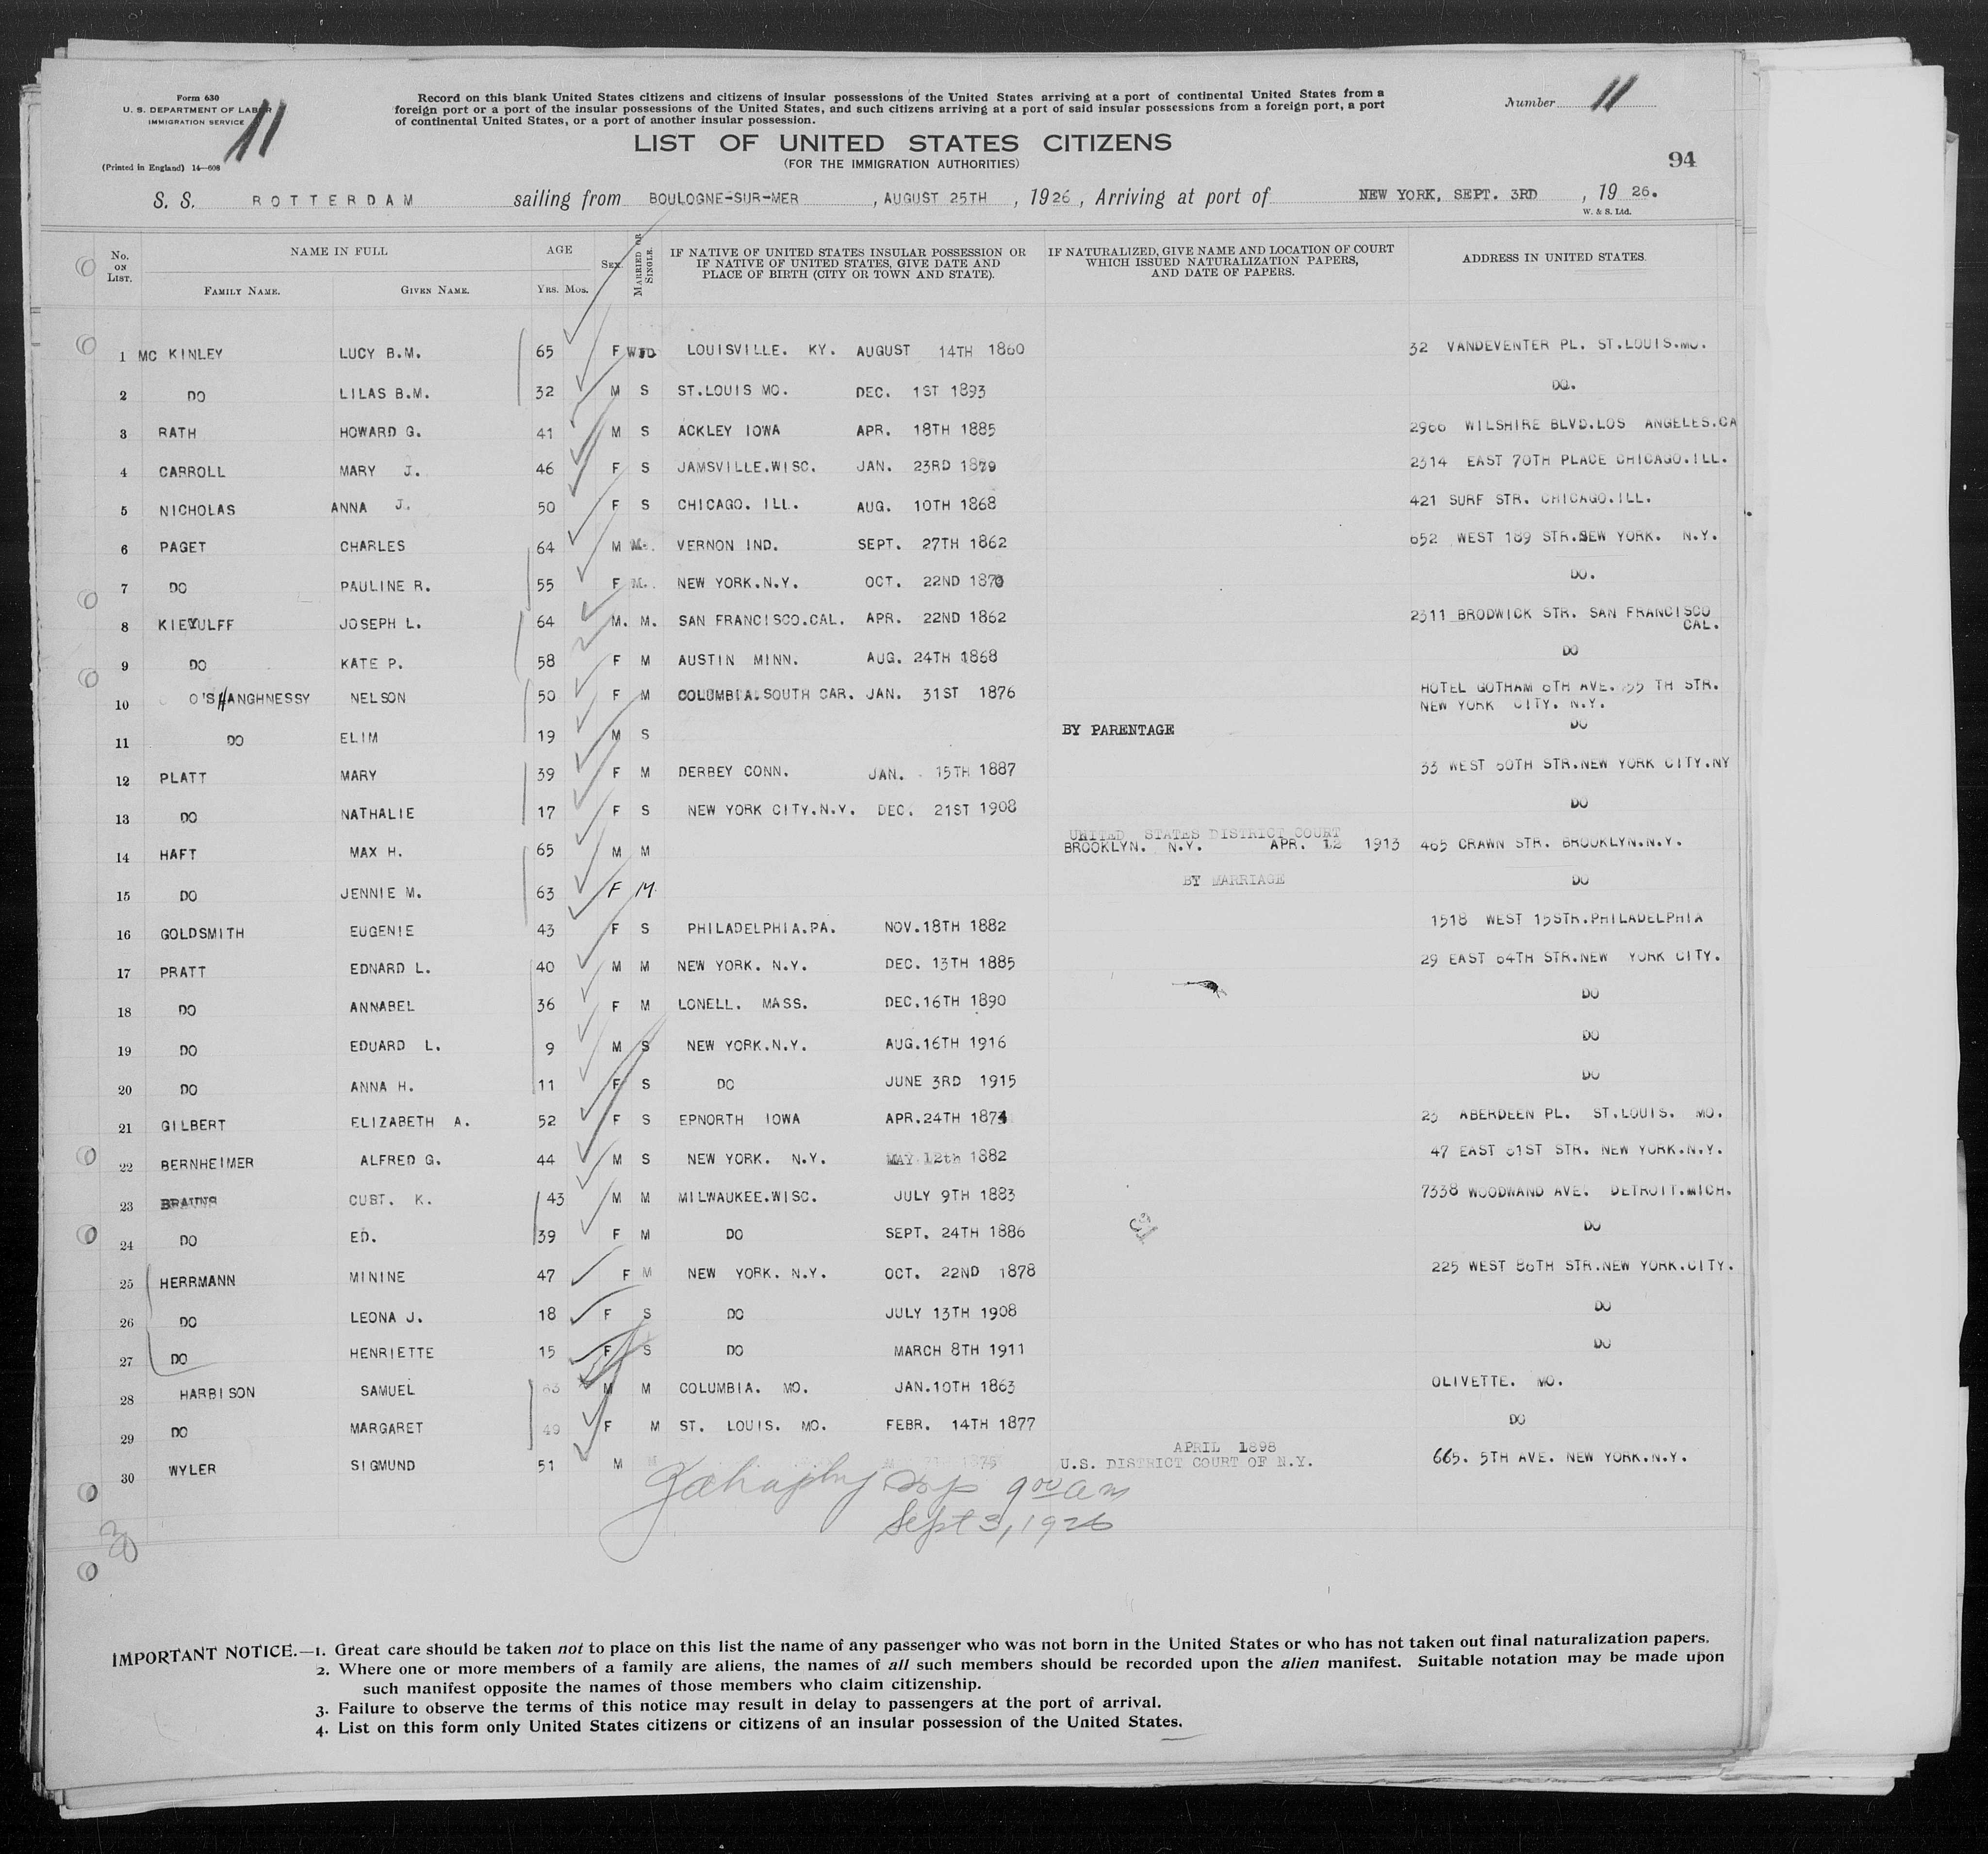 Form 630
U. S. DEPARTMENT OF LABOR
IMMIGRATION SERVICE
(Printed in England) 14—608
11
Record on this blank United States citizens and citizens of insular possessions of the United States arriving at a port of continental United States from a
foreign port or a port of the insular possessions of the United States, and such citizens arriving at a port of said insular possessions from a foreign port, a port
of continental United States, or a port of another insular possession.
Number 11
LIST OF UNITED STATES CITIZENS
(FOR THE IMMIGRATION AUTHORITIES)
94
S. S. ROTTERDAM sailing from BOULOGNE-SUR-MER , AUGUST 25TH , 1926 , Arriving at port of NEW YORK, SEPT. 3RD , 19 26.
W. & S. Ltd.
No. ON LIST. NAME IN FULL AGE SEX. MARRIED OR SINGLE. IF NATIVE OF UNITED STATES INSULAR POSSESSION OR IF NATIVE OF UNITED STATES, GIVE DATE AND PLACE OF BIRTH (CITY OR TOWN AND STATE). IF NATURALIZED, GIVE NAME AND LOCATION OF COURT WHICH ISSUED NATURALIZATION PAPERS, AND DATE OF PAPERS. ADDRESS IN UNITED STATES.
FAMILY NAME. GIVEN NAME. YRS. MOS.
1 MC KINLEY LUCY B.M. 65 F WID LOUISVILLE. KY. AUGUST 14TH 1860 32 VANDEVENTER PL. ST.LOUIS.MO.
2 DO LILAS B.M. 32 M S ST.LOUIS MO. DEC. 1ST 1893 DO.
3 RATH HOWARD G. 41 M S ACKLEY IOWA APR. 18TH 1885 2966 WILSHIRE BLVD.LOS ANGELES.CA
4 CARROLL MARY J. 46 F S JAMSVILLE.WISC. JAN. 23RD 1879 2314 EAST 70TH PLACE CHICAGO.ILL.
5 NICHOLAS ANNA J. 50 F S CHICAGO. ILL. AUG. 10TH 1868 421 SURF STR. CHICAGO.ILL.
6 PAGET CHARLES 64 M M. VERNON IND. SEPT. 27TH 1862 652 WEST 189 STR.NEW YORK. N.Y.
7 DO PAULINE R. 55 F M. NEW YORK.N.Y. OCT. 22ND 1870 DO.
8 KIEVULFF JOSEPH L. 64 M. M. SAN FRANCISCO.CAL. APR. 22ND 1862 2311 BRODWICK STR. SAN FRANCISCO
CAL.
9 DO KATE P. 58 F M AUSTIN MINN. AUG. 24TH 1868 DO
10 O'SHANGHNESSY NELSON 50 F M COLUMBIA.SOUTH CAR. JAN. 31ST 1876 HOTEL GOTHAM 6TH AVE. 55 TH STR.
NEW YORK CITY. N.Y.
11 DO ELIM 19 M S BY PARENTAGE DO
12 PLATT MARY 39 F M DERBEY CONN. JAN. 15TH 1887 33 WEST 60TH STR.NEW YORK CITY.NY
13 DO NATHALIE 17 F S NEW YORK CITY.N.Y. DEC. 21ST 1908 DO
UNITED STATES DISTRICT COURT
14 HAFT MAX H. 65 M M BROOKLYN. N.Y. APR. 12 1913 465 CRAWN STR. BROOKLYN.N.Y.
15 DO JENNIE M. 63 F M. BY MARRIAGE DO
16 GOLDSMITH EUGENIE 43 F S PHILADELPHIA.PA. NOV.18TH 1882 1518 WEST 15STR.PHILADELPHIA
17 PRATT EDNARD L. 40 M M NEW YORK. N.Y. DEC. 13TH 1885 29 EAST 64TH STR.NEW YORK CITY.
18 DO ANNABEL 36 F M LONELL. MASS. DEC.16TH 1890 DO
19 DO EDUARD L. 9 M S NEW YORK.N.Y. AUG.16TH 1916 DO
20 DO ANNA H. 11 F S DO JUNE 3RD 1915 DO
21 GILBERT ELIZABETH A. 52 F S EPNORTH IOWA APR.24TH 1874 23 ABERDEEN PL. ST.LOUIS. MO.
22 BERNHEIMER ALFRED G. 44 M S NEW YORK. N.Y. MAY 12th 1882 47 EAST 61ST STR. NEW YORK.N.Y.
23 BRAUNS CUBT. K. 43 M M MILWAUKEE.WISC. JULY 9TH 1883 7338 WOODWAND AVE. DETROIT.MICH.
24 DO ED. 39 F M DO SEPT. 24TH 1886 DO
25 HERRMANN MININE 47 F M NEW YORK. N.Y. OCT. 22ND 1878 225 WEST 86TH STR.NEW YORK.CITY.
26 DO LEONA J. 18 F S DO JULY 13TH 1908 DO
27 DO HENRIETTE 15 F S DO MARCH 8TH 1911 DO
28 HARBISON SAMUEL 63 M M COLUMBIA. MO. JAN.10TH 1863 OLIVETTE. MO.
29 DO MARGARET 49 F M ST. LOUIS. MO. FEBR. 14TH 1877 DO
APRIL 1898
30 WYLER SIGMUND 51 M U.S. DISTRICT COURT OF N.Y. 665. 5TH AVE. NEW YORK.N.Y.
9 00 am
Sept 3, 1926
30
IMPORTANT NOTICE.—1. Great care should be taken not to place on this list the name of any passenger who was not born in the United States or who has not taken out final naturalization papers.
2. Where one or more members of a family are aliens, the names of all such members should be recorded upon the alien manifest. Suitable notation may be made upon
such manifest opposite the names of those members who claim citizenship.
3. Failure to observe the terms of this notice may result in delay to passengers at the port of arrival.
4. List on this form only United States citizens or citizens of an insular possession of the United States.